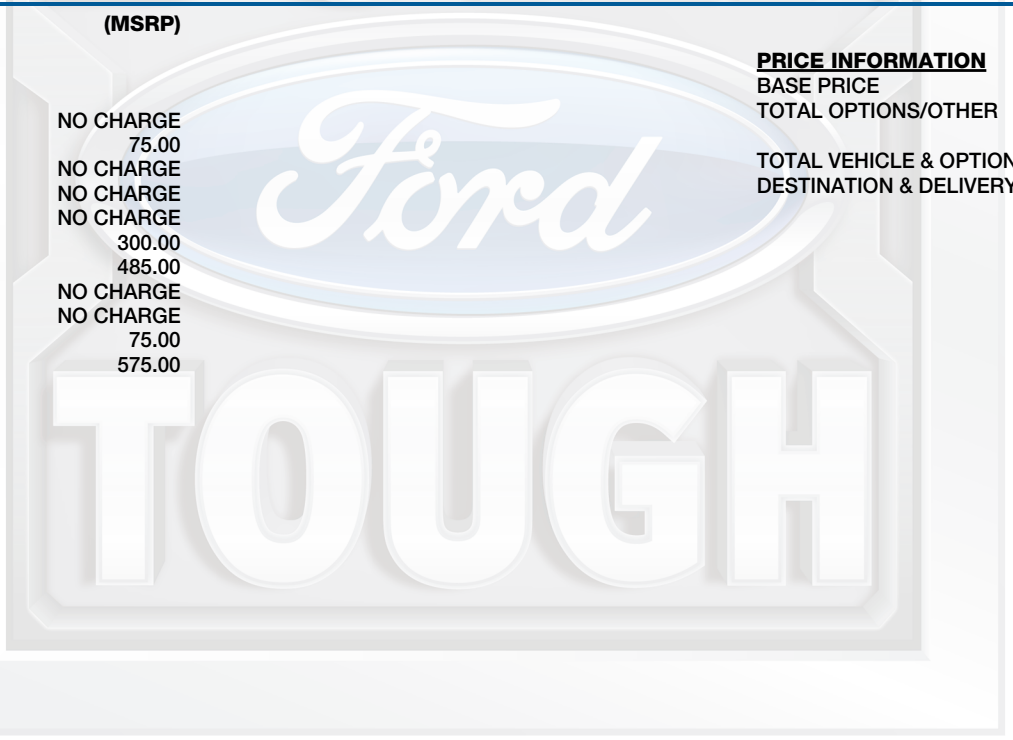 (MSRP)
NO CHARGE
75.00
NO CHARGE
NO CHARGE
NO CHARGE
300.00
485.00
NO CHARGE
NO CHARGE
75.00
575.00
PRICE INFORMATION
BASE PRICE
TOTAL OPTIONS/OTHER
TOTAL VEHICLE & OPTION
DESTINATION & DELIVERY
Ford
TOUGH